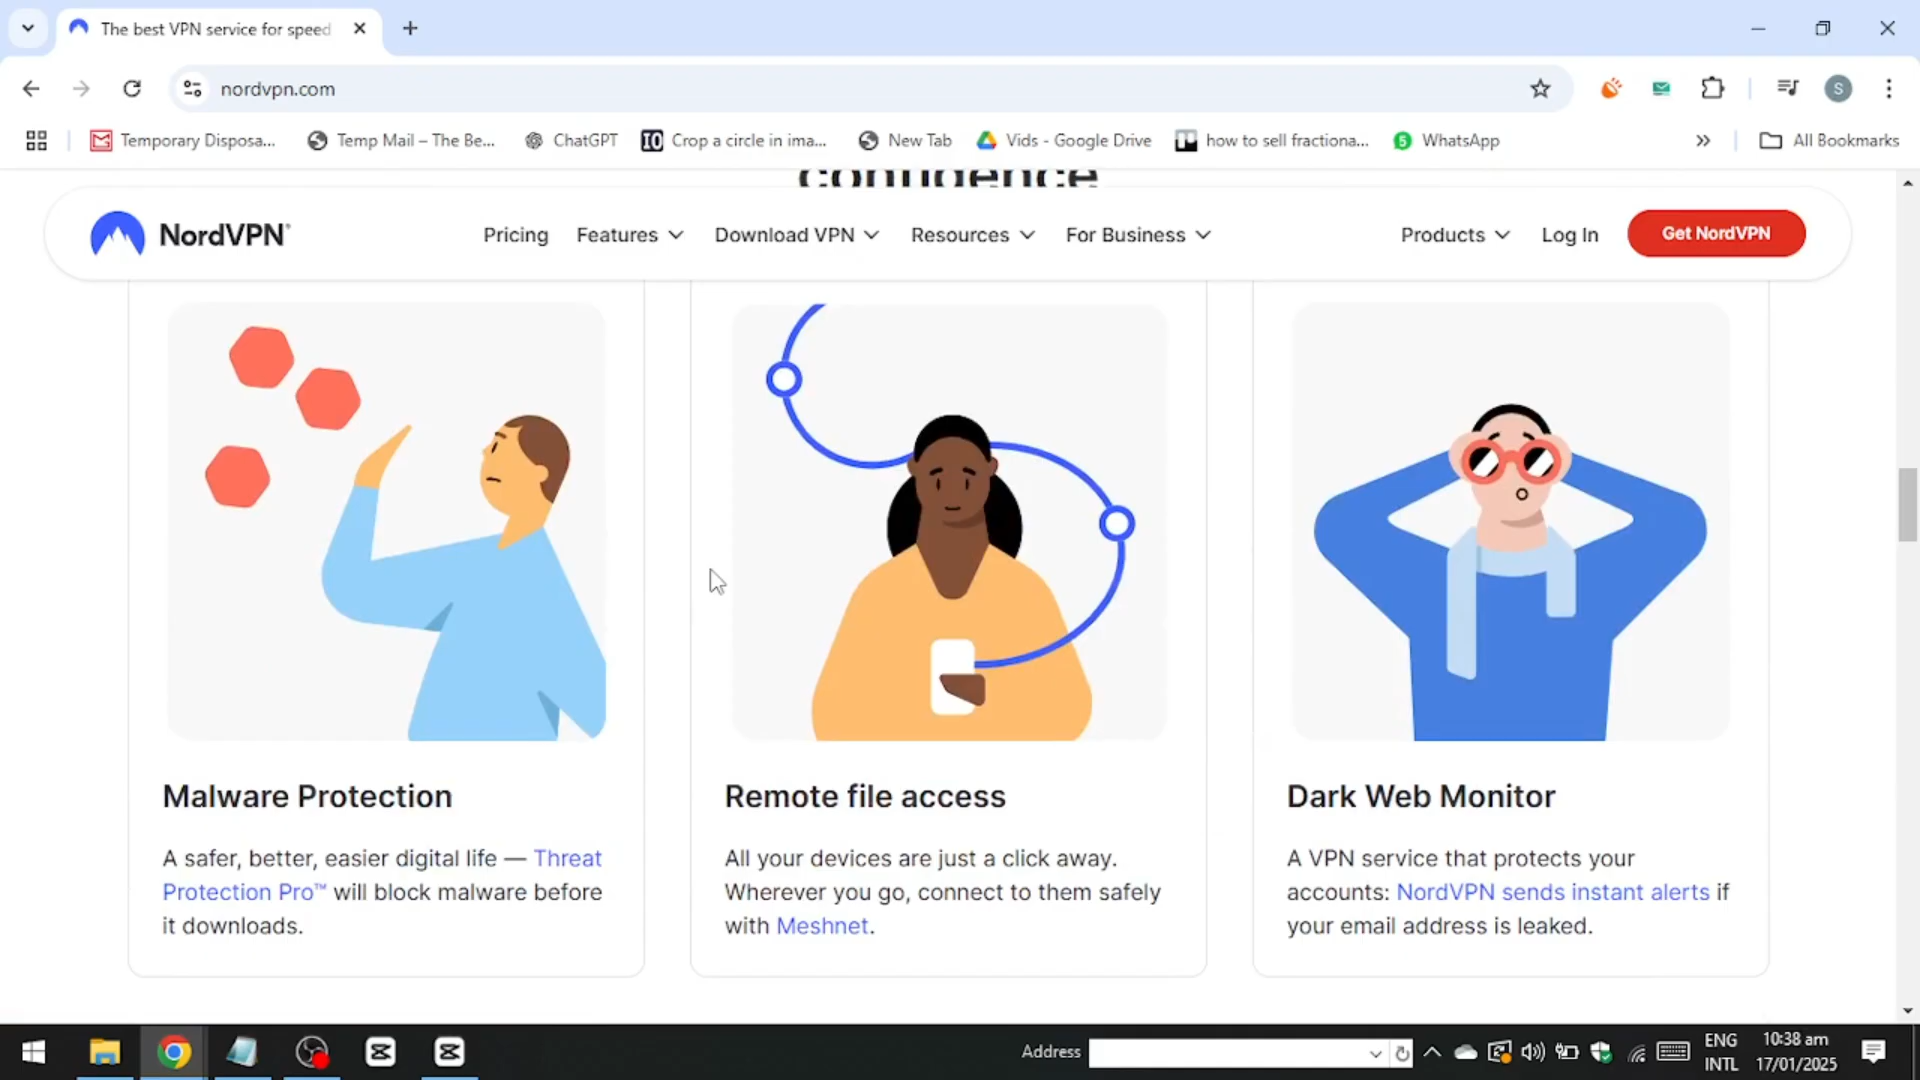 The best VPN service for speed
nordvpn.com
Temporary Disposa...
Temp Mail – The Be...
ChatGPT
IO
Crop a circle in ima...
New Tab
Vids - Google Drive
how to sell fractiona...
5
WhatsApp
All Bookmarks
S
confidence
NordVPN®
Pricing
Features
Download VPN
Resources
For Business
Products
Log In
Get NordVPN
Malware Protection
A safer, better, easier digital life — Threat
Protection Pro™ will block malware before
it downloads.
Remote file access
All your devices are just a click away.
Wherever you go, connect to them safely
with Meshnet.
Dark Web Monitor
A VPN service that protects your
accounts: NordVPN sends instant alerts if
your email address is leaked.
Address
ENG
INTL
10:38 am
17/01/2025